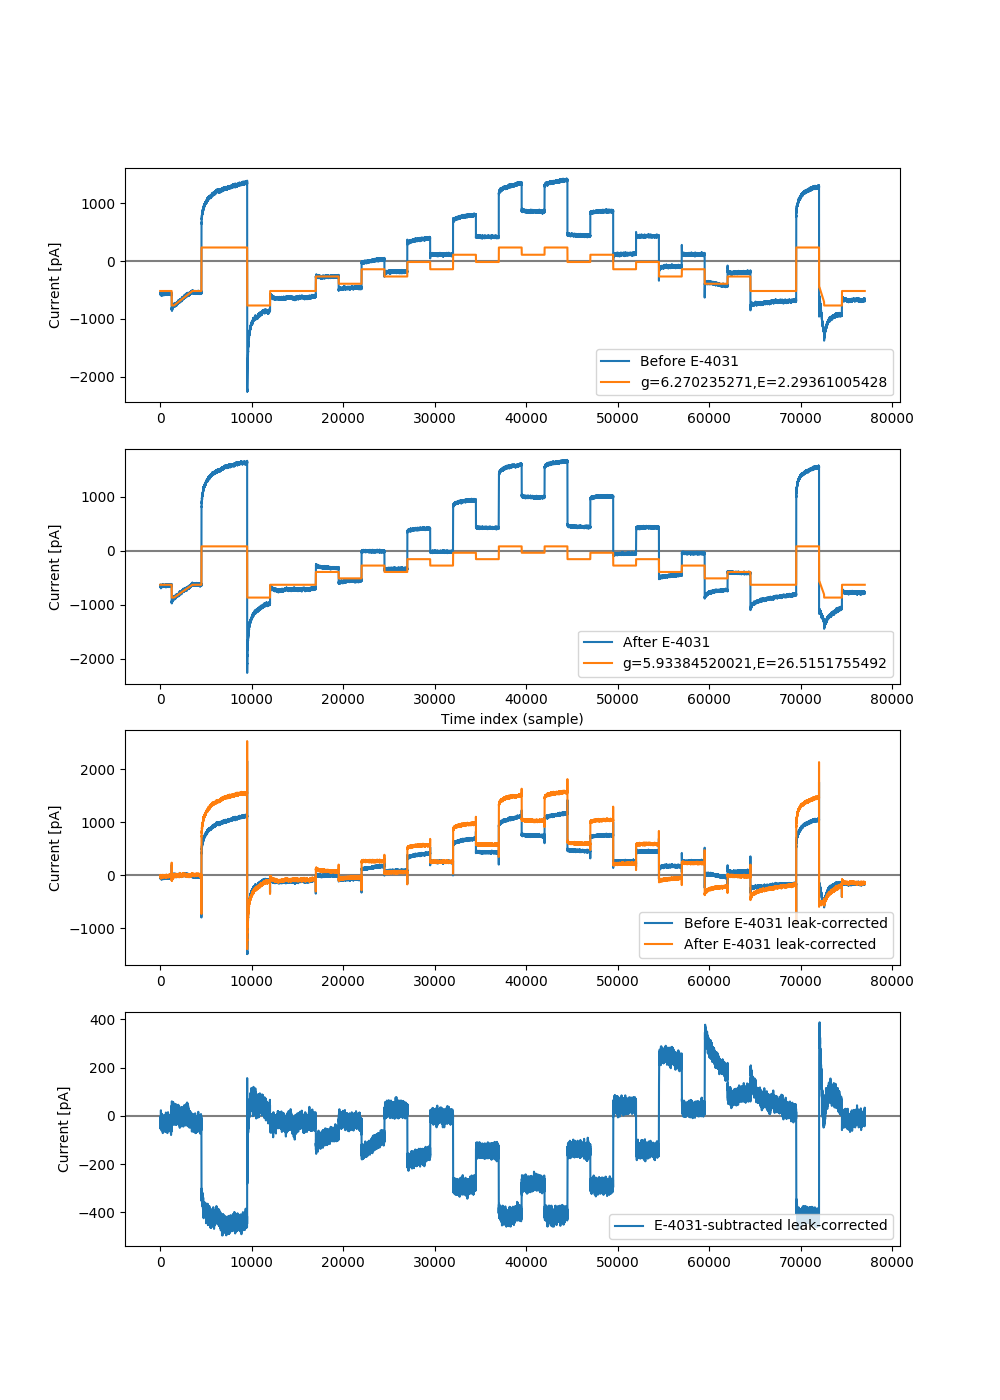 1000
0
−1000
−2000
Current [pA]
Before E-4031
g=6.270235271,E=2.29361005428
0 10000 20000 30000 40000 50000 60000 70000 80000
1000
0
−1000
−2000
Current [pA]
After E-4031
g=5.93384520021,E=26.5151755492
0 10000 20000 30000 40000 50000 60000 70000 80000
Time index (sample)
2000
1000
0
−1000
Current [pA]
Before E-4031 leak-corrected
After E-4031 leak-corrected
0 10000 20000 30000 40000 50000 60000 70000 80000
400
200
0
−200
−400
Current [pA]
E-4031-subtracted leak-corrected
0 10000 20000 30000 40000 50000 60000 70000 80000